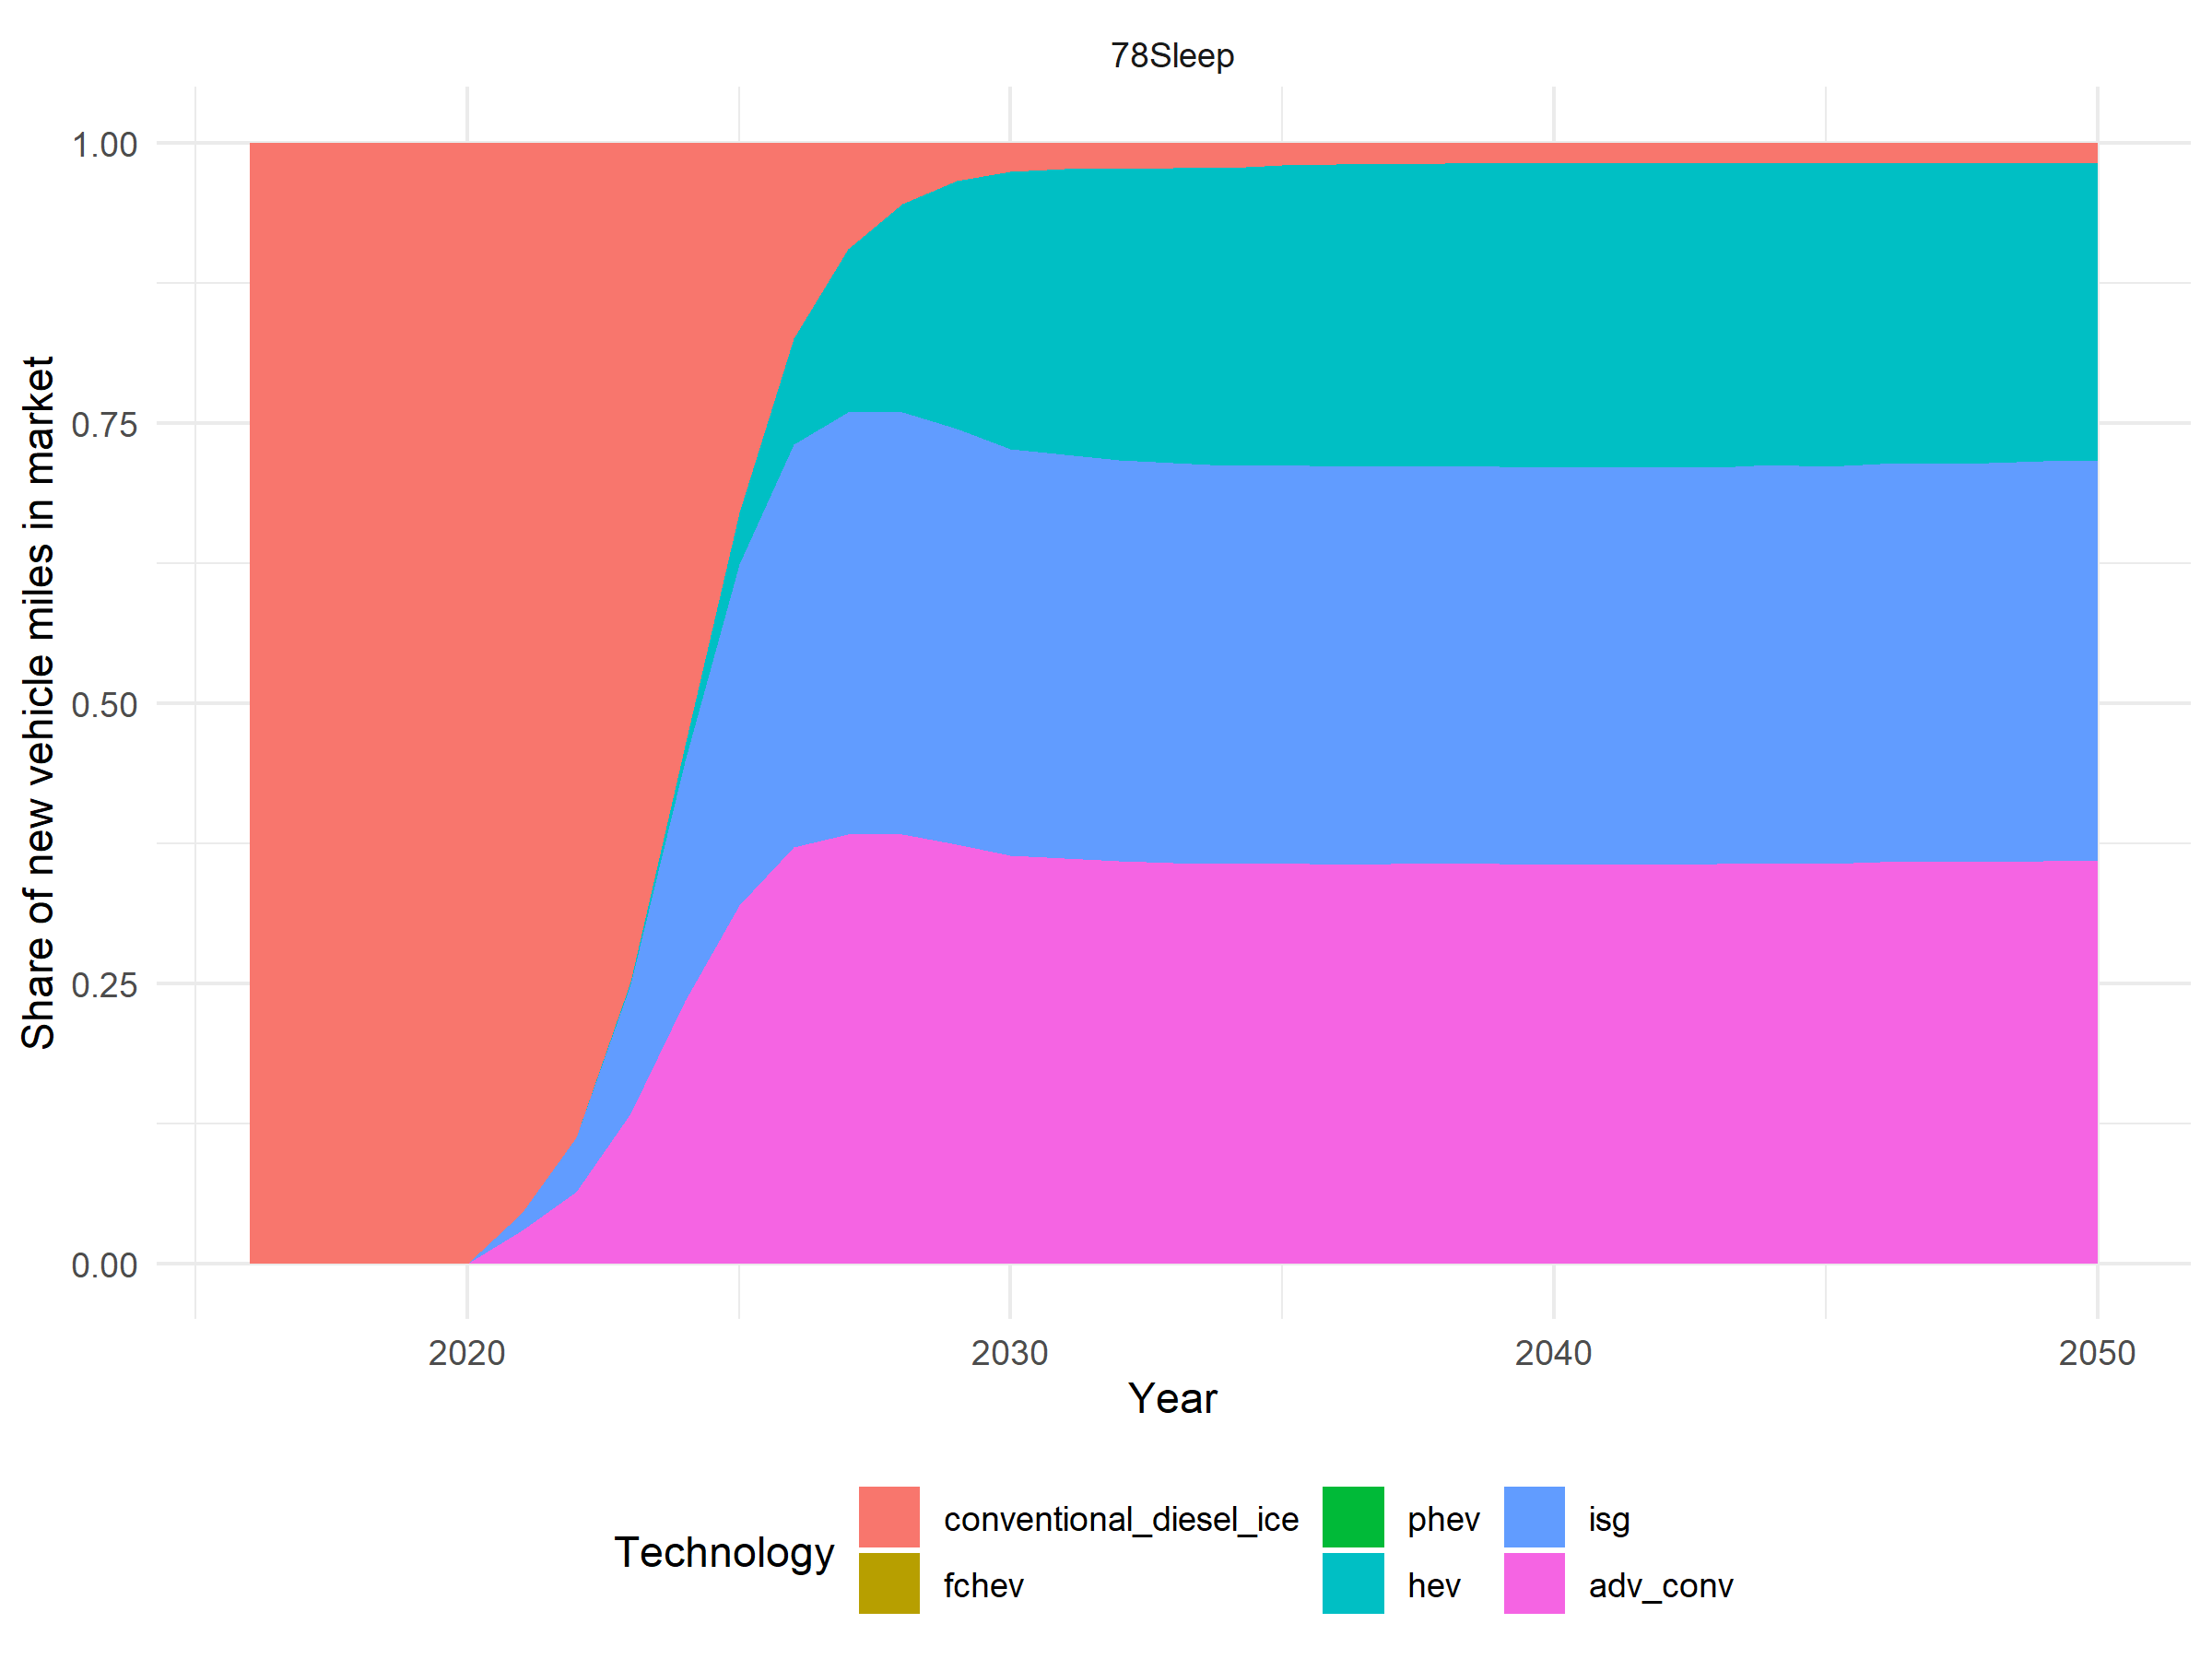 78Sleep
1.00
0.75
0.50
0.25
0.00
Share of new vehicle miles in market
2020 2030 2040 2050
Year
Technology
conventional_diesel_ice phev isg
fchev hev adv_conv